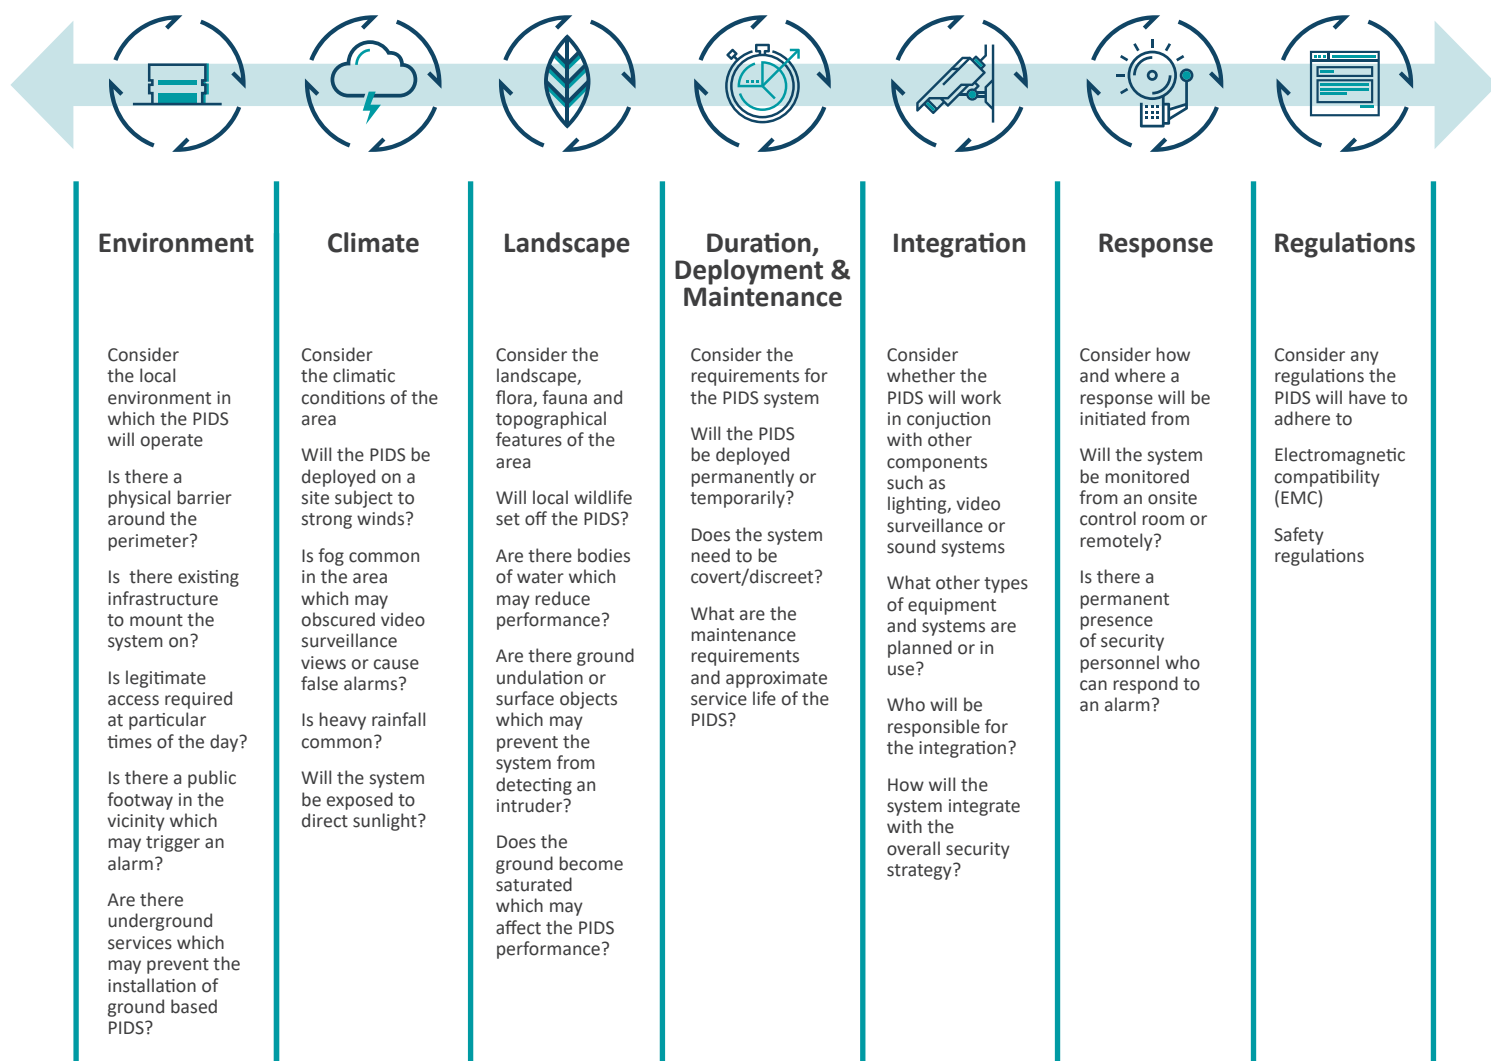 Environment
Consider
the local
environment in
which the PIDS
will operate
Is there a
physical barrier
around the
perimeter?
Is  there existing
infrastructure
to mount the
system on?
Is legitimate
access required
at particular
times of the day?
Is there a public
footway in the
vicinity which
may trigger an
alarm?
Are there
underground
services which
may prevent the
installation of
ground based
PIDS?
Climate
Consider
the climatic
conditions of the
area
Will the PIDS be
deployed on a
site subject to
strong winds?
Is fog common
in the area
which may
obscured video
surveillance
views or cause
false alarms?
Is heavy rainfall
common?
Will the system
be exposed to
direct sunlight?
Landscape
Consider the
landscape,
flora, fauna and
topographical
features of the
area
Will local wildlife
set off the PIDS?
Are there bodies
of water which
may reduce
performance?
Are there ground
undulation or
surface objects
which may
prevent the
system from
detecting an
intruder?
Does the
ground become
saturated
which may
affect the PIDS
performance?
Duration,
Deployment &
Maintenance
Consider the
requirements for
the PIDS system
Will the PIDS
be deployed
permanently or
temporarily?
Does the system
need to be
covert/discreet?
What are the
maintenance
requirements
and approximate
service life of the
PIDS?
Integration
Consider
whether the
PIDS will work
in conjuction
with other
components
such as
lighting, video
surveillance or
sound systems
What other types
of equipment
and systems are
planned or in
use?
Who will be
responsible for
the integration?
How will the
system integrate
with the
overall security
strategy?
Response
Consider how
and where a
response will be
initiated from
Will the system
be monitored
from an onsite
control room or
remotely?
Is there a
permanent
presence
of security
personnel who
can respond to
an alarm?
Regulations
Consider any
regulations the
PIDS will have to
adhere to
Electromagnetic
compatibility
(EMC)
Safety
regulations